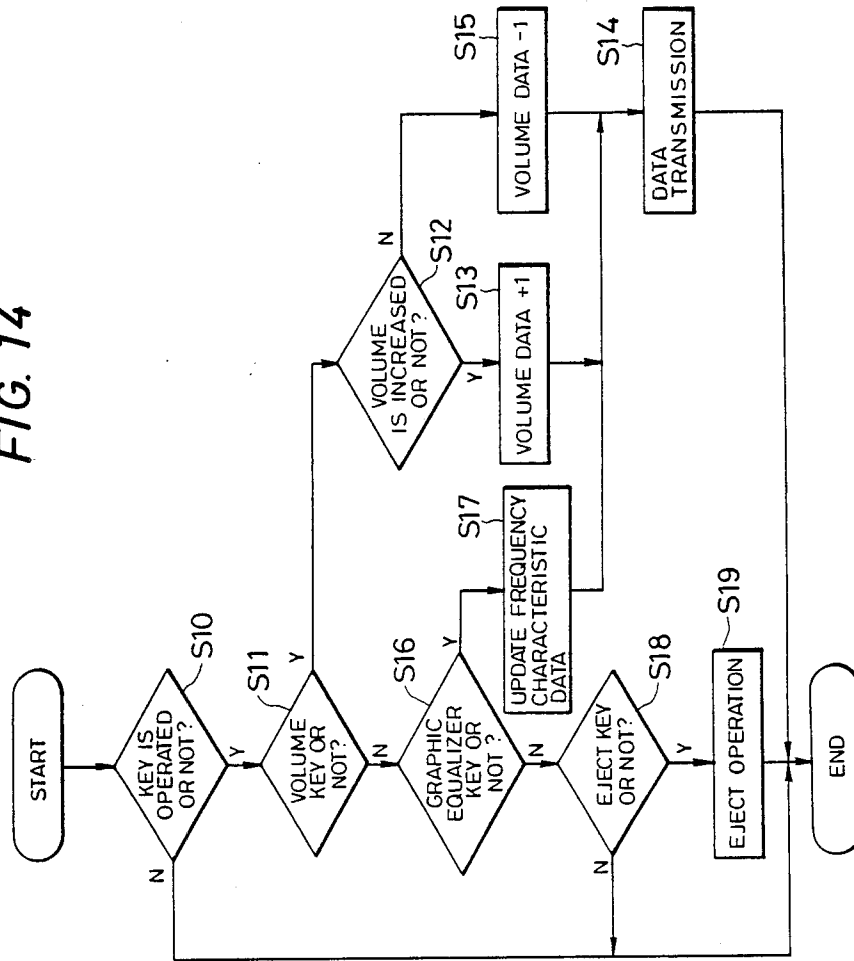 FIG. 14
START
S10
KEY IS
OPERATED
OR NOT?
N
Y
S11
VOLUME
KEY OR
NOT?
Y
N
S12
VOLUME
IS INCREASED
OR NOT?
N
Y
S13
VOLUME DATA +1
S15
VOLUME DATA -1
S16
GRAPHIC
EQUALIZER
KEY OR
NOT?
Y
N
S17
UPDATE FREQUENCY
CHARACTERISTIC
DATA
S14
DATA
TRANSMISSION
S18
EJECT KEY
OR NOT?
N
Y
S19
EJECT OPERATION
END